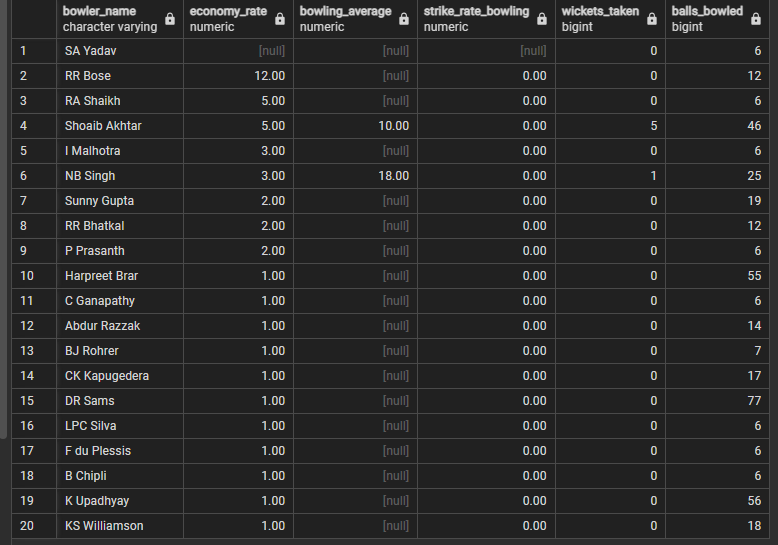 bowler_name economy_rate bowling_average strike_rate_bowling wickets_taken balls_bowled
character varying numeric numeric numeric bigint bigint
1 SA Yadav [null] [null] [null] 0 6
2 RR Bose 12.00 [null] 0.00 0 12
3 RA Shaikh 5.00 [null] 0.00 0 6
4 Shoaib Akhtar 5.00 10.00 0.00 5 46
5 I Malhotra 3.00 [null] 0.00 0 6
6 NB Singh 3.00 18.00 0.00 1 25
7 Sunny Gupta 2.00 [null] 0.00 0 19
8 RR Bhatkal 2.00 [null] 0.00 0 12
9 P Prasanth 2.00 [null] 0.00 0 6
10 Harpreet Brar 1.00 [null] 0.00 0 55
11 C Ganapathy 1.00 [null] 0.00 0 6
12 Abdur Razzak 1.00 [null] 0.00 0 14
13 BJ Rohrer 1.00 [null] 0.00 0 7
14 CK Kapugedera 1.00 [null] 0.00 0 17
15 DR Sams 1.00 [null] 0.00 0 77
16 LPC Silva 1.00 [null] 0.00 0 6
17 F du Plessis 1.00 [null] 0.00 0 6
18 B Chipli 1.00 [null] 0.00 0 6
19 K Upadhyay 1.00 [null] 0.00 0 56
20 KS Williamson 1.00 [null] 0.00 0 18